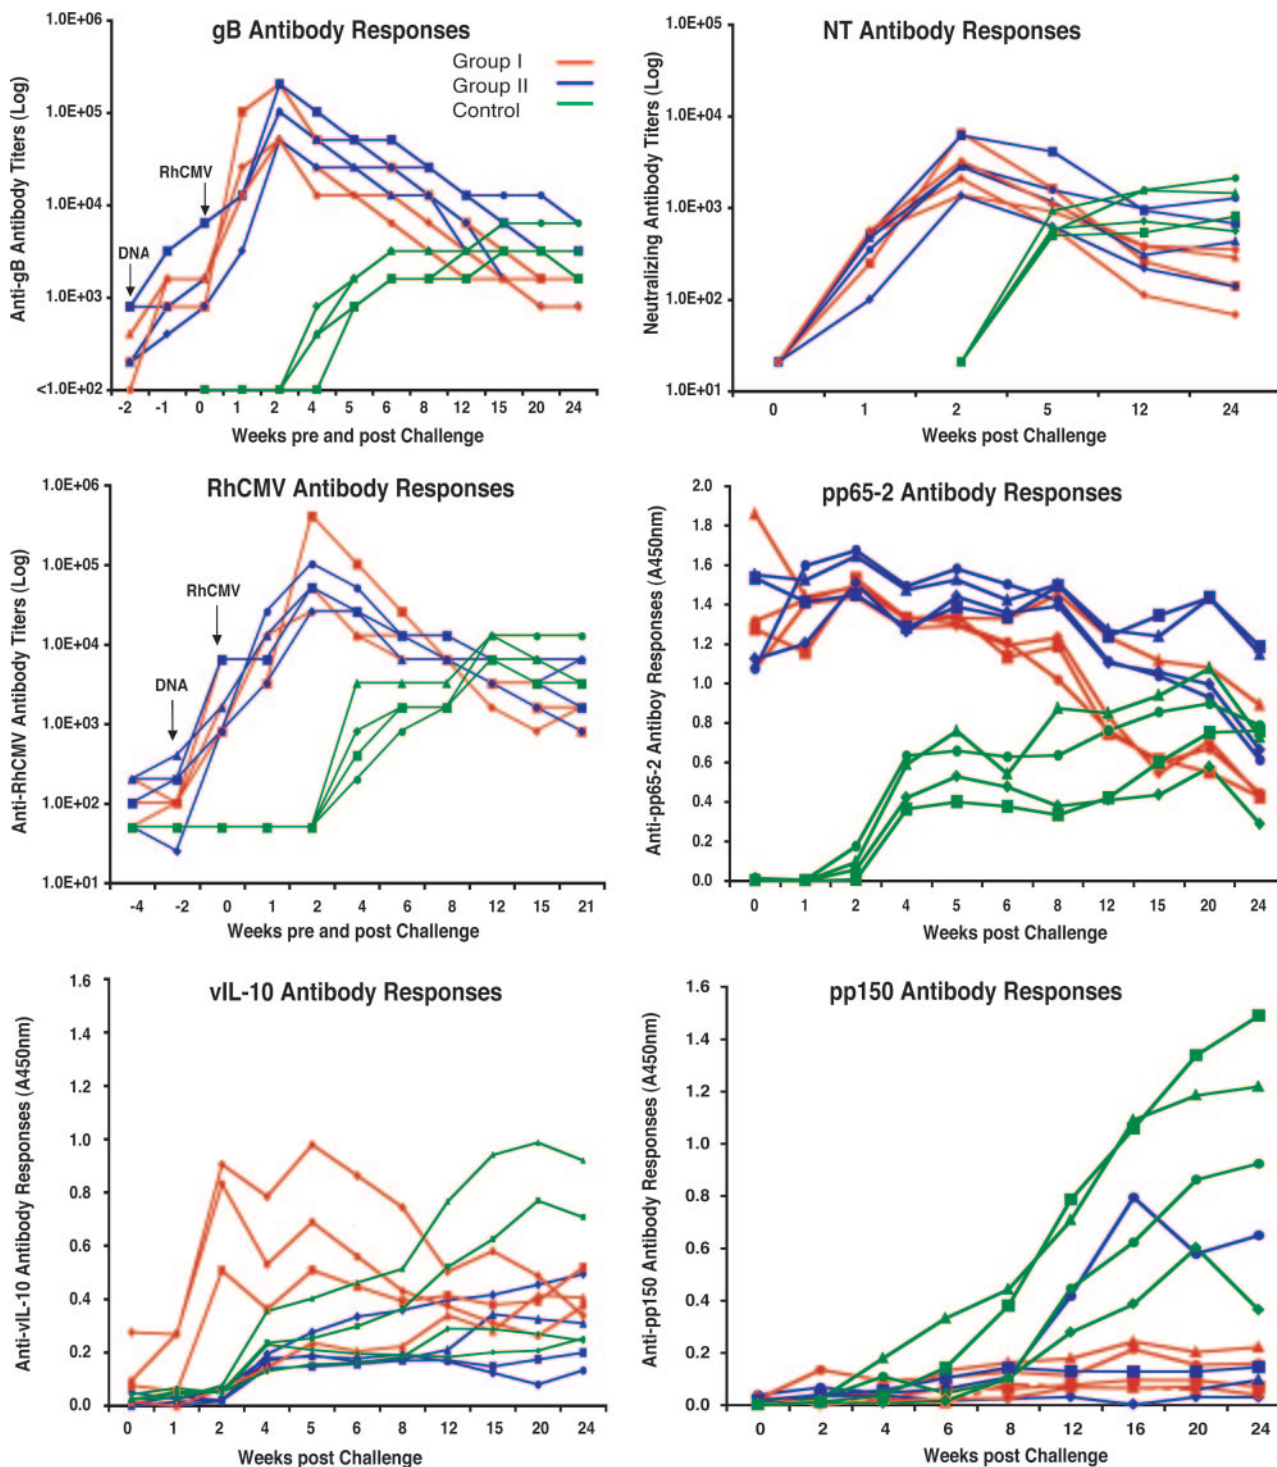 gB Antibody Responses
Group I
Group II
Control
1.0E+06
1.0E+05
1.0E+04
1.0E+03
<1.0E+02
Anti-gB Antibody Titers (Log)
RhCMV
DNA
-2 -1 0 1 2 4 5 6 8 12 15 20 24
Weeks pre and post Challenge
NT Antibody Responses
1.0E+05
1.0E+04
1.0E+03
1.0E+02
1.0E+01
Neutralizing Antibody Titers (Log)
0 1 2 5 12 24
Weeks post Challenge
RhCMV Antibody Responses
1.0E+06
1.0E+05
1.0E+04
1.0E+03
1.0E+02
1.0E+01
Anti-RhCMV Antibody Titers (Log)
RhCMV
DNA
-4 -2 0 1 2 4 6 8 12 15 21
Weeks pre and post Challenge
pp65-2 Antibody Responses
2.0
1.8
1.6
1.4
1.2
1.0
0.8
0.6
0.4
0.2
0.0
Anti-pp65-2 Antiboy Responses (A450nm)
0 1 2 4 5 6 8 12 15 20 24
Weeks post Challenge
vIL-10 Antibody Responses
1.6
1.4
1.2
1.0
0.8
0.6
0.4
0.2
0.0
Anti-vIL-10 Antibody Responses (A450nm)
0 1 2 4 5 6 8 12 15 20 24
Weeks post Challenge
pp150 Antibody Responses
1.6
1.4
1.2
1.0
0.8
0.6
0.4
0.2
0.0
Anti-pp150 Antibody Responses (A450nm)
0 2 4 6 8 12 16 20 24
Weeks post Challenge